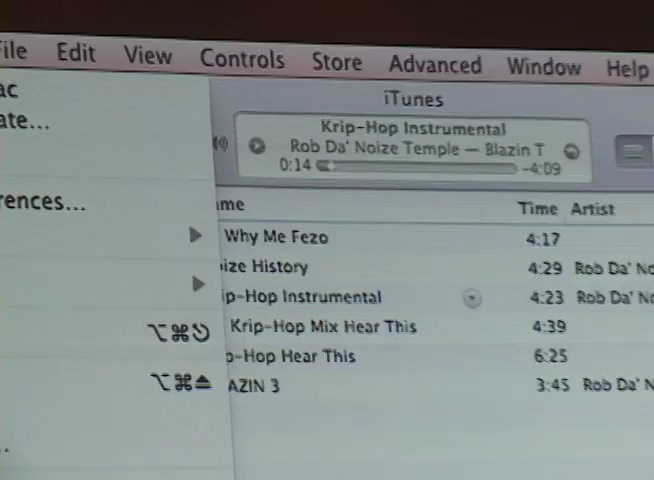 File Edit View Controls Store Advanced Window Help
ac
ate...
rences...
iTunes
Krip-Hop Instrumental
Rob Da' Noize Temple — Blazin T
0:14 -4:09
me Time Artist
Why Me Fezo 4:17
ize History 4:29 Rob Da' No
ip-Hop Instrumental 4:23 Rob Da' No
Krip-Hop Mix Hear This 4:39
p-Hop Hear This 6:25
AZIN 3 3:45 Rob Da' N